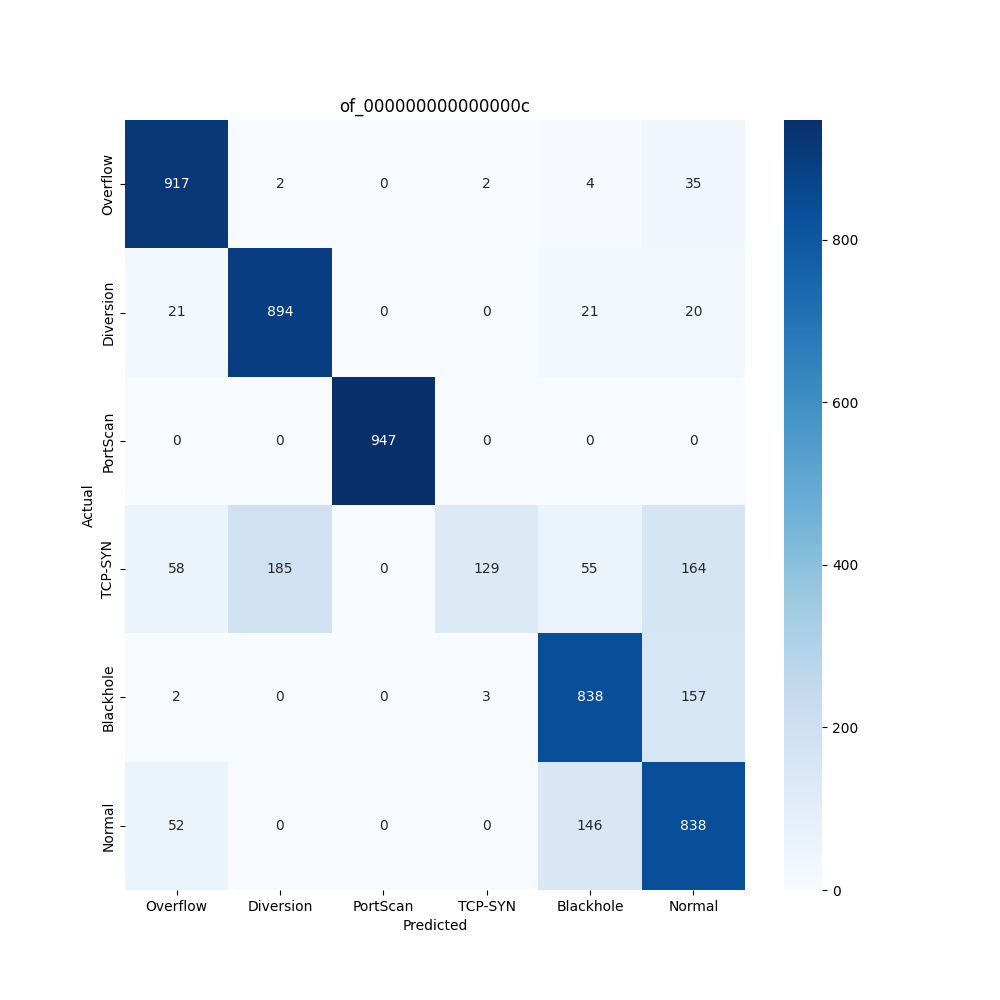 of_000000000000000c
Overflow 917 2 0 2 4 35
Diversion 21 894 0 0 21 20
PortScan 0 0 947 0 0 0
TCP-SYN 58 185 0 129 55 164
Blackhole 2 0 0 3 838 157
Normal 52 0 0 0 146 838
Actual
Overflow Diversion PortScan TCP-SYN Blackhole Normal
Predicted
800
600
400
200
0